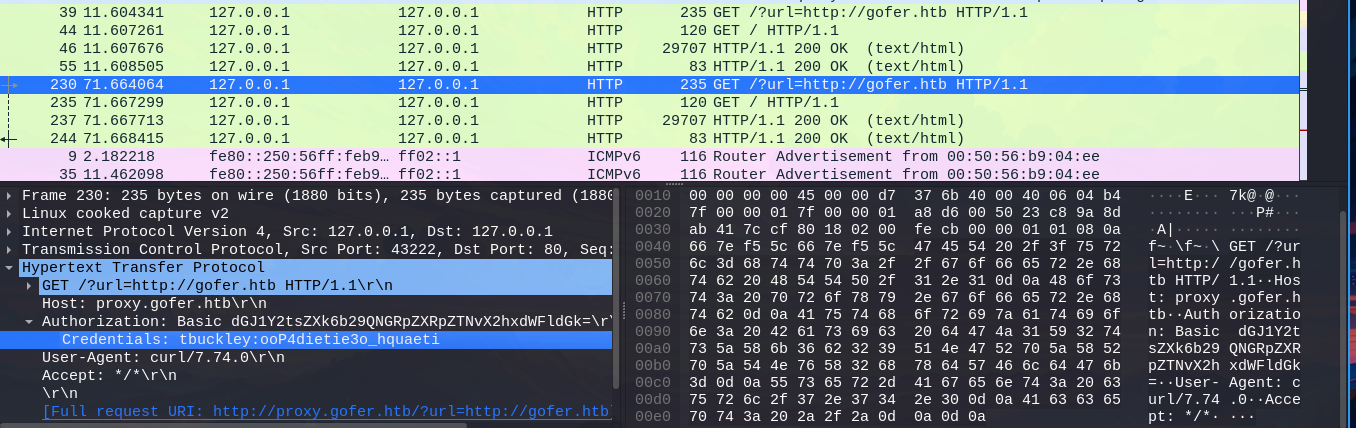 39 11.604341 127.0.0.1 127.0.0.1 HTTP 235 GET /?url=http://gofer.htb HTTP/1.1
44 11.607261 127.0.0.1 127.0.0.1 HTTP 120 GET / HTTP/1.1
46 11.607676 127.0.0.1 127.0.0.1 HTTP 29707 HTTP/1.1 200 OK (text/html)
55 11.608505 127.0.0.1 127.0.0.1 HTTP 83 HTTP/1.1 200 OK (text/html)
230 71.664064 127.0.0.1 127.0.0.1 HTTP 235 GET /?url=http://gofer.htb HTTP/1.1
235 71.667299 127.0.0.1 127.0.0.1 HTTP 120 GET / HTTP/1.1
237 71.667713 127.0.0.1 127.0.0.1 HTTP 29707 HTTP/1.1 200 OK (text/html)
244 71.668415 127.0.0.1 127.0.0.1 HTTP 83 HTTP/1.1 200 OK (text/html)
9 2.182218 fe80::250:56ff:feb9… ff02::1 ICMPv6 116 Router Advertisement from 00:50:56:b9:04:ee
35 11.462098 fe80::250:56ff:feb9… ff02::1 ICMPv6 116 Router Advertisement from 00:50:56:b9:04:ee
Frame 230: 235 bytes on wire (1880 bits), 235 bytes captured (1880
Linux cooked capture v2
Internet Protocol Version 4, Src: 127.0.0.1, Dst: 127.0.0.1
Transmission Control Protocol, Src Port: 43222, Dst Port: 80, Seq:
Hypertext Transfer Protocol
GET /?url=http://gofer.htb HTTP/1.1\r\n
Host: proxy.gofer.htb\r\n
Authorization: Basic dGJ1Y2tsZXk6b29QNGRpZXRpZTNvX2hxdWFldGk=\r\
Credentials: tbuckley:ooP4dietie3o_hquaeti
User-Agent: curl/7.74.0\r\n
Accept: */*\r\n
\r\n
[Full request URI: http://proxy.gofer.htb/?url=http://gofer.htb
0010 00 00 00 00 45 00 00 d7 37 6b 40 00 40 06 04 b4 ····E··· 7k@·@···
0020 7f 00 00 01 7f 00 00 01 a8 d6 00 50 23 c8 9a 8d ········ ···P#···
0030 ab 41 7c cf 80 18 02 00 fe cb 00 00 01 01 08 0a ·A|····· ········
0040 66 7e f5 5c 66 7e f5 5c 47 45 54 20 2f 3f 75 72 f~·\f~·\ GET /?ur
0050 6c 3d 68 74 74 70 3a 2f 2f 67 6f 66 65 72 2e 68 l=http:/ /gofer.h
0060 74 62 20 48 54 54 50 2f 31 2e 31 0d 0a 48 6f 73 tb HTTP/ 1.1··Hos
0070 74 3a 20 70 72 6f 78 79 2e 67 6f 66 65 72 2e 68 t: proxy .gofer.h
0080 74 62 0d 0a 41 75 74 68 6f 72 69 7a 61 74 69 6f tb··Auth orizatio
0090 6e 3a 20 42 61 73 69 63 20 64 47 4a 31 59 32 74 n: Basic dGJ1Y2t
00a0 73 5a 58 6b 36 62 32 39 51 4e 47 52 70 5a 58 52 sZXk6b29 QNGRpZXR
00b0 70 5a 54 4e 76 58 32 68 78 64 57 46 6c 64 47 6b pZTNvX2h xdWFldGk
00c0 3d 0d 0a 55 73 65 72 2d 41 67 65 6e 74 3a 20 63 =··User- Agent: c
00d0 75 72 6c 2f 37 2e 37 34 2e 30 0d 0a 41 63 63 65 url/7.74 .0··Acce
00e0 70 74 3a 20 2a 2f 2a 0d 0a 0d 0a pt: */*· ···